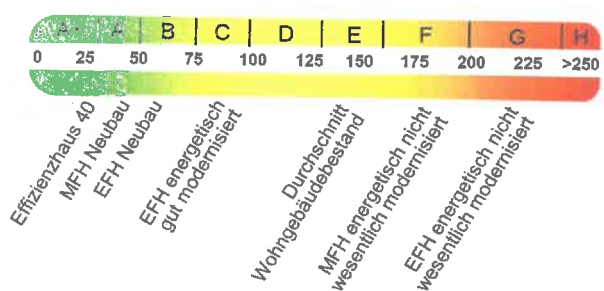 A+ A B C D E F G H
0 25 50 75 100 125 150 175 200 225 >250
Effizienzhaus 40
MFH Neubau
EFH Neubau
EFH energetisch
gut modernisiert
Durchschnitt
Wohngebäudebestand
MFH energetisch nicht
wesentlich modernisiert
EFH energetisch nicht
wesentlich modernisiert